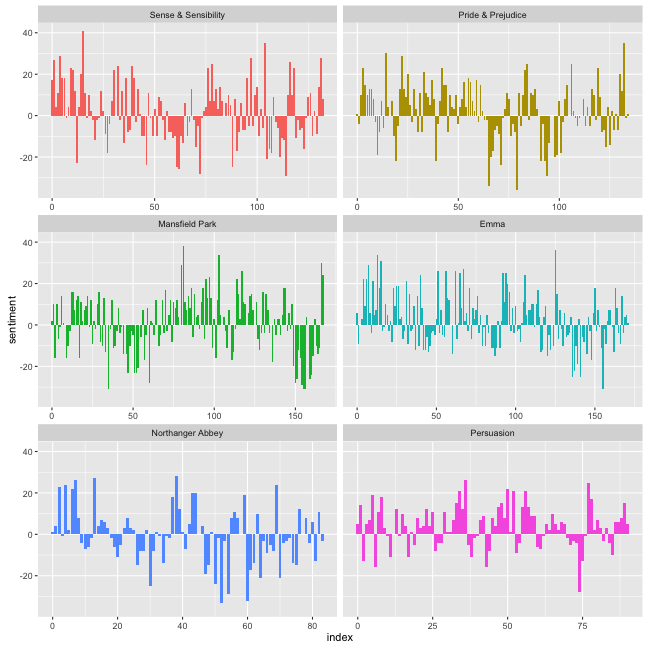 Sense & Sensibility
Pride & Prejudice
40
20
0
-20
0 50 100
0 50 100
Mansfield Park
Emma
40
20
0
-20
0 50 100 150
0 50 100 150
sentiment
Northanger Abbey
Persuasion
40
20
0
-20
0 20 40 60 80
0 25 50 75
index